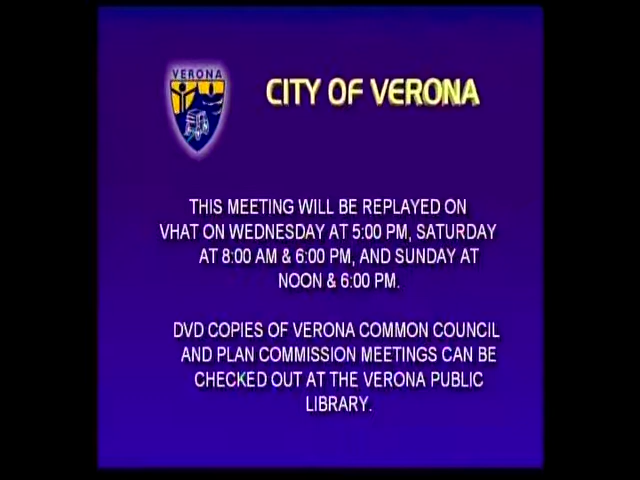 VERONA
CITY OF VERONA
THIS MEETING WILL BE REPLAYED ON
VHAT ON WEDNESDAY AT 5:00 PM, SATURDAY
AT 8:00 AM & 6:00 PM, AND SUNDAY AT
NOON & 6:00 PM.
DVD COPIES OF VERONA COMMON COUNCIL
AND PLAN COMMISSION MEETINGS CAN BE
CHECKED OUT AT THE VERONA PUBLIC
LIBRARY.